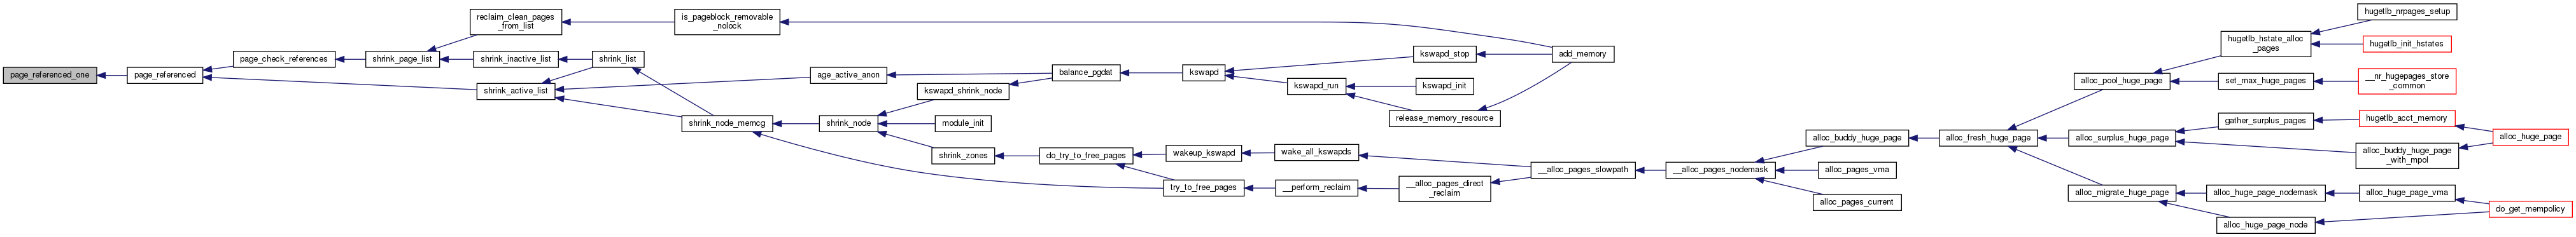 page_referenced_one
page_referenced
page_check_references
shrink_page_list
reclaim_clean_pages
_from_list
is_pageblock_removable
_nolock
shrink_inactive_list
shrink_list
shrink_active_list
age_active_anon
shrink_node_memcg
shrink_node
kswapd_shrink_node
module_init
shrink_zones
balance_pgdat
do_try_to_free_pages
kswapd
wakeup_kswapd
try_to_free_pages
kswapd_stop
kswapd_run
kswapd_init
release_memory_resource
add_memory
wake_all_kswapds
__perform_reclaim
__alloc_pages_direct
_reclaim
__alloc_pages_slowpath
__alloc_pages_nodemask
alloc_buddy_huge_page
alloc_pages_vma
alloc_pages_current
alloc_fresh_huge_page
alloc_pool_huge_page
alloc_surplus_huge_page
alloc_migrate_huge_page
hugetlb_hstate_alloc
_pages
set_max_huge_pages
gather_surplus_pages
alloc_huge_page_nodemask
alloc_huge_page_node
hugetlb_nrpages_setup
hugetlb_init_hstates
__nr_hugepages_store
_common
hugetlb_acct_memory
alloc_buddy_huge_page
_with_mpol
alloc_huge_page_vma
alloc_huge_page
do_get_mempolicy